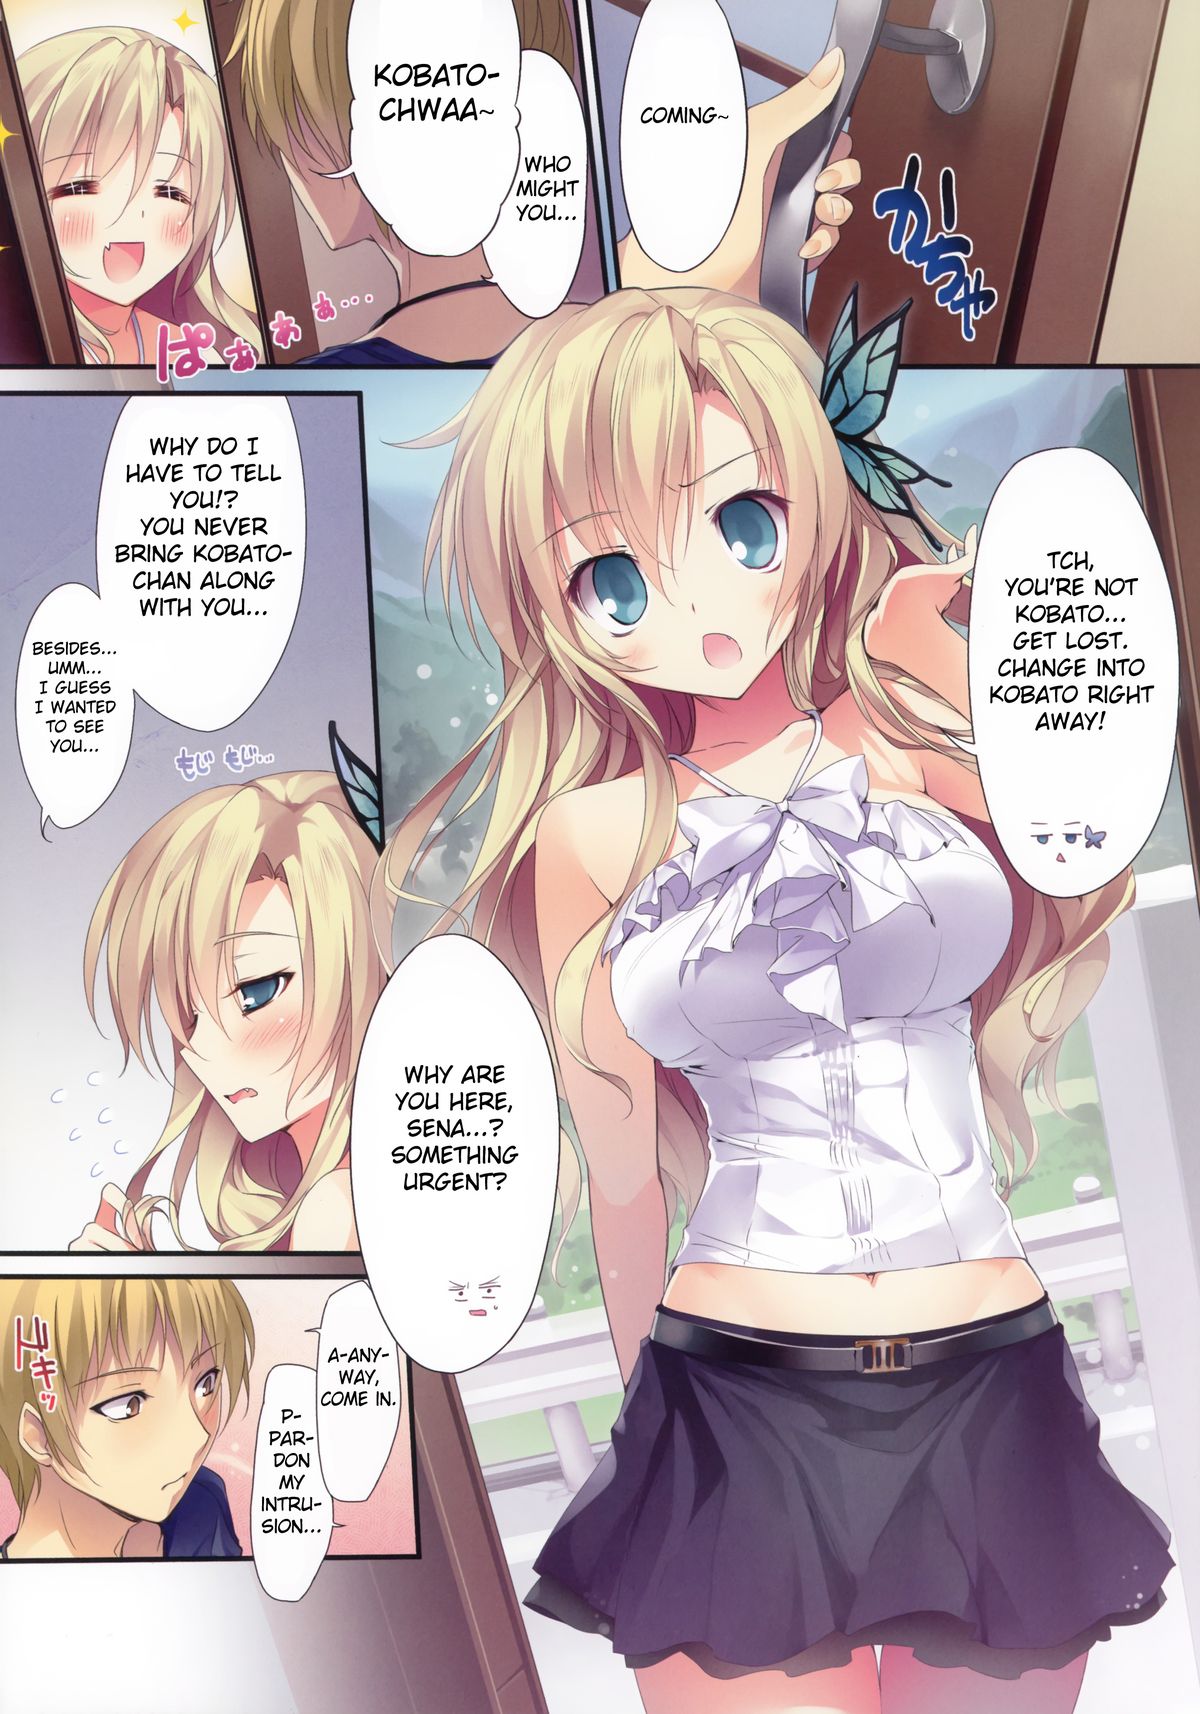 COMING~
かちゃ
WHO
MIGHT
YOU...
KOBATO-
CHWAA~
ぱぁぁぁ...
TCH,
YOU'RE NOT
KOBATO...
GET LOST.
CHANGE INTO
KOBATO RIGHT
AWAY!
WHY ARE
YOU HERE,
SENA...?
SOMETHING
URGENT?
WHY DO I
HAVE TO TELL
YOU!?
YOU NEVER
BRING KOBATO-
CHAN ALONG
WITH YOU...
BESIDES...
UMM...
I GUESS
I WANTED
TO SEE
YOU...
もじもじ...
A-ANY-
WAY,
COME IN.
P-
PAR-
DON
MY
INTRU-
SION...
ドキッ